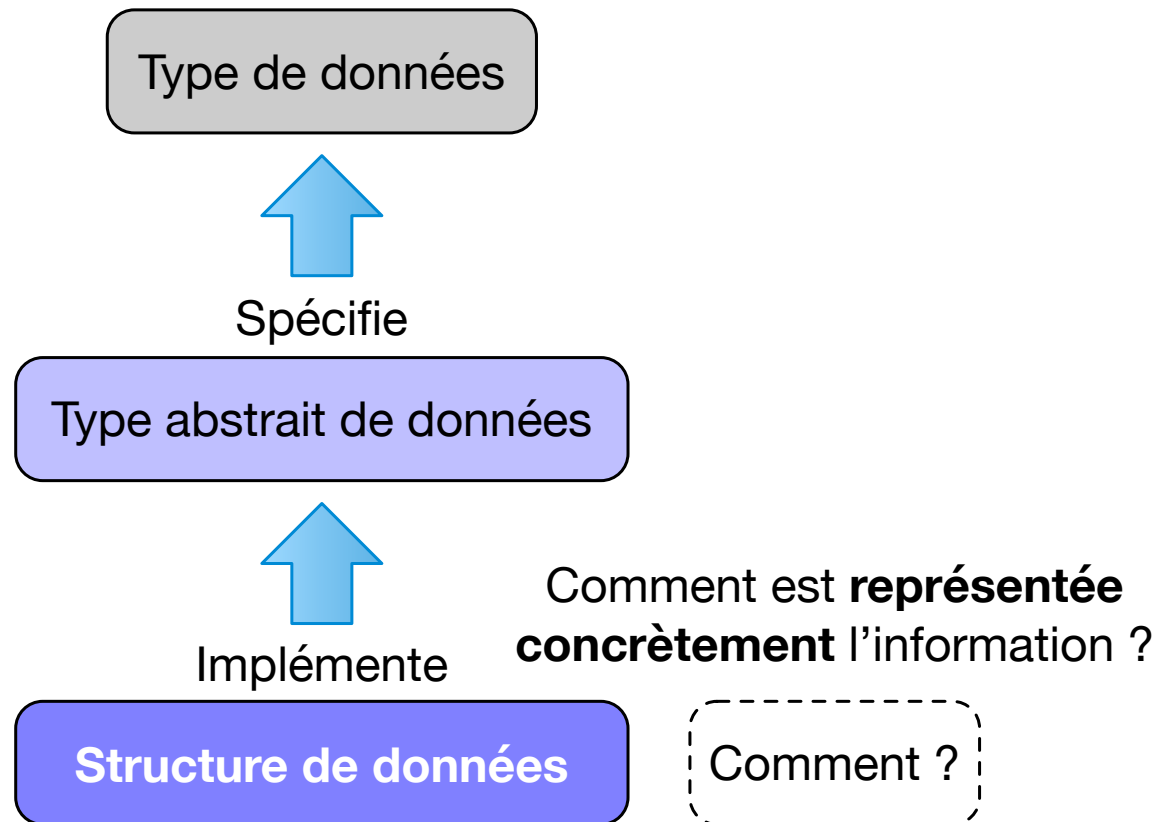 Type de données
Spécifie
Type abstrait de données
Comment est représentée
concrètement l’information ?
Implémente
Structure de données
Comment ?